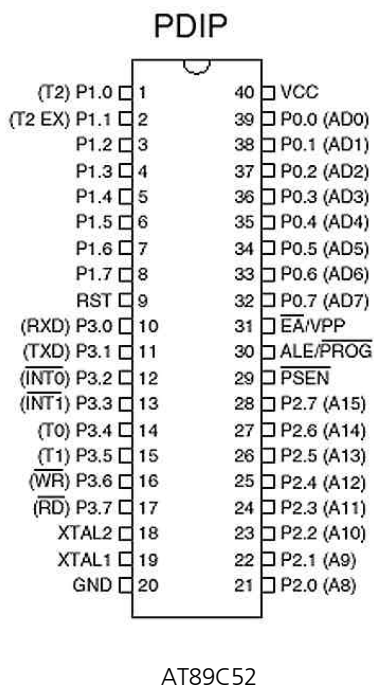 PDIP
(T2) P1.0 1 40 VCC
(T2 EX) P1.1 2 39 P0.0 (AD0)
P1.2 3 38 P0.1 (AD1)
P1.3 4 37 P0.2 (AD2)
P1.4 5 36 P0.3 (AD3)
P1.5 6 35 P0.4 (AD4)
P1.6 7 34 P0.5 (AD5)
P1.7 8 33 P0.6 (AD6)
RST 9 32 P0.7 (AD7)
(RXD) P3.0 10 31 E̅A̅/VPP
(TXD) P3.1 11 30 ALE/P̅R̅O̅G̅
(I̅N̅T̅0̅) P3.2 12 29 P̅S̅E̅N̅
(I̅N̅T̅1̅) P3.3 13 28 P2.7 (A15)
(T0) P3.4 14 27 P2.6 (A14)
(T1) P3.5 15 26 P2.5 (A13)
(W̅R̅) P3.6 16 25 P2.4 (A12)
(R̅D̅) P3.7 17 24 P2.3 (A11)
XTAL2 18 23 P2.2 (A10)
XTAL1 19 22 P2.1 (A9)
GND 20 21 P2.0 (A8)
AT89C52